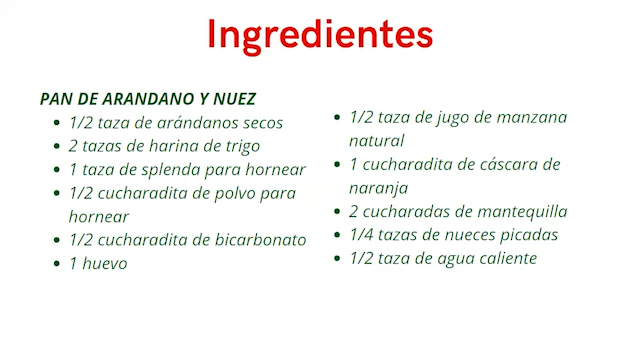 Ingredientes
PAN DE ARANDANO Y NUEZ
1/2 taza de arándanos secos
2 tazas de harina de trigo
1 taza de splenda para hornear
1/2 cucharadita de polvo para
hornear
1/2 cucharadita de bicarbonato
1 huevo
1/2 taza de jugo de manzana
natural
1 cucharadita de cáscara de
naranja
2 cucharadas de mantequilla
1/4 tazas de nueces picadas
1/2 taza de agua caliente